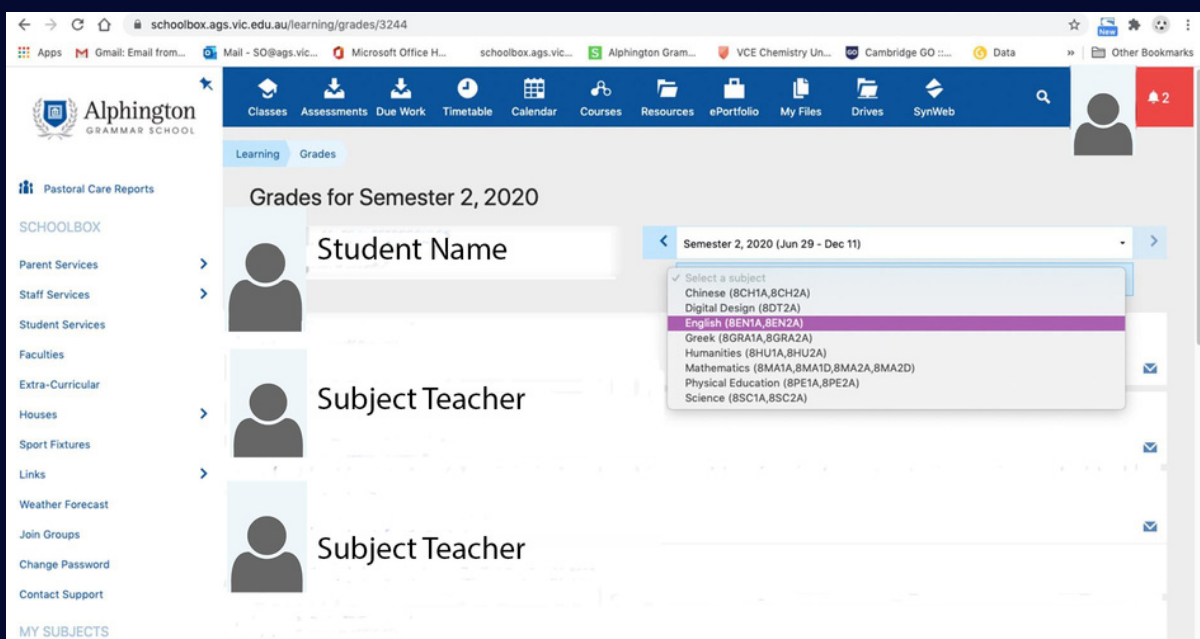 schoolbox.ags.vic.edu.au/learning/grades/3244
New
Apps Gmail: Email from... Mail - SO@ags.vic... Microsoft Office H... schoolbox.ags.vic... Alphington Gram... VCE Chemistry Un... Cambridge GO ::... Data » Other Bookmarks
Alphington
GRAMMAR SCHOOL
Classes Assessments Due Work Timetable Calendar Courses Resources ePortfolio My Files Drives SynWeb 2
Learning Grades
Pastoral Care Reports
SCHOOLBOX
Parent Services
Staff Services
Student Services
Faculties
Extra-Curricular
Houses
Sport Fixtures
Links
Weather Forecast
Join Groups
Change Password
Contact Support
MY SUBJECTS
Grades for Semester 2, 2020
Student Name
Semester 2, 2020 (Jun 29 - Dec 11)
✓ Select a subject
Chinese (8CH1A,8CH2A)
Digital Design (8DT2A)
English (8EN1A,8EN2A)
Greek (8GRA1A,8GRA2A)
Humanities (8HU1A,8HU2A)
Mathematics (8MA1A,8MA1D,8MA2A,8MA2D)
Physical Education (8PE1A,8PE2A)
Science (8SC1A,8SC2A)
Subject Teacher
Subject Teacher